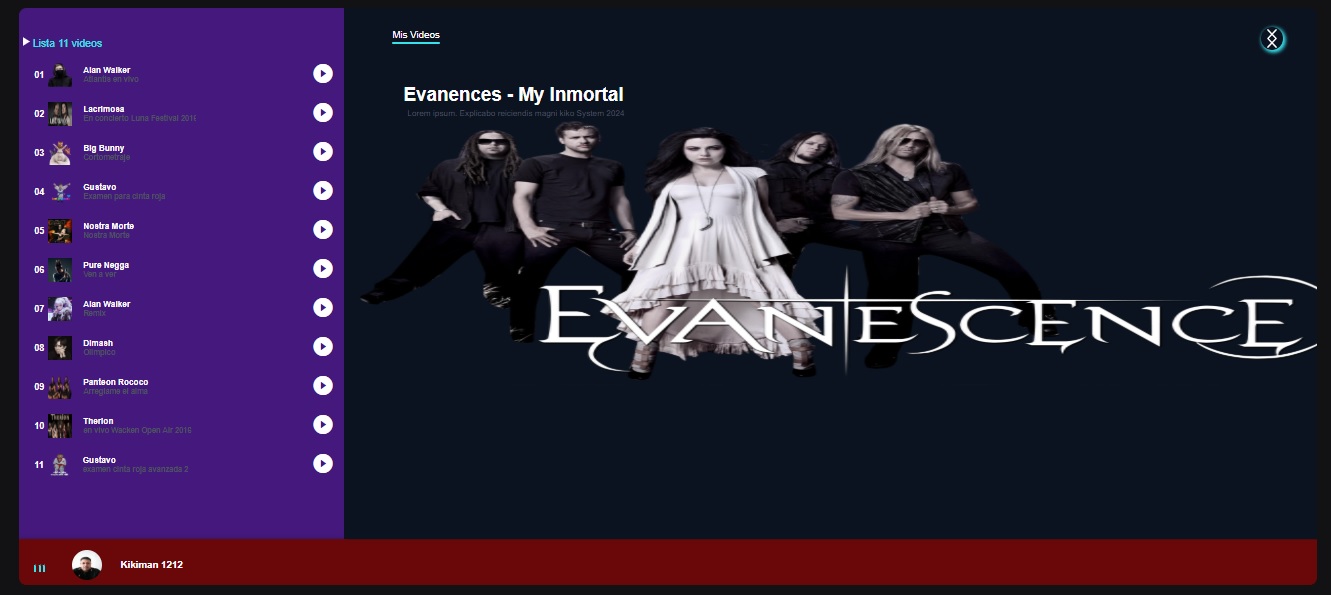 Lista 11 videos
01 Alan Walker
Atlantis en vivo
02 Lacrimosa
En concierto Luna Festival 2011
03 Big Bunny
Cortometraje
04 Gustavo
Examen para cinta roja
05 Nostra Morte
Nostra Morte
06 Pure Negga
Ven a ver
07 Alan Walker
Remix
08 Dimash
Olimpico
09 Panteon Rococo
Arreglame el alma
10 Therion
en vivo Wacken Open Air 2016
11 Gustavo
examen cinta roja avanzada 2
Mis Videos
Evanences - My Inmortal
Lorem ipsum. Explicabo reiciendis magni kiko System 2024
EVANESCENCE
Kikiman 1212